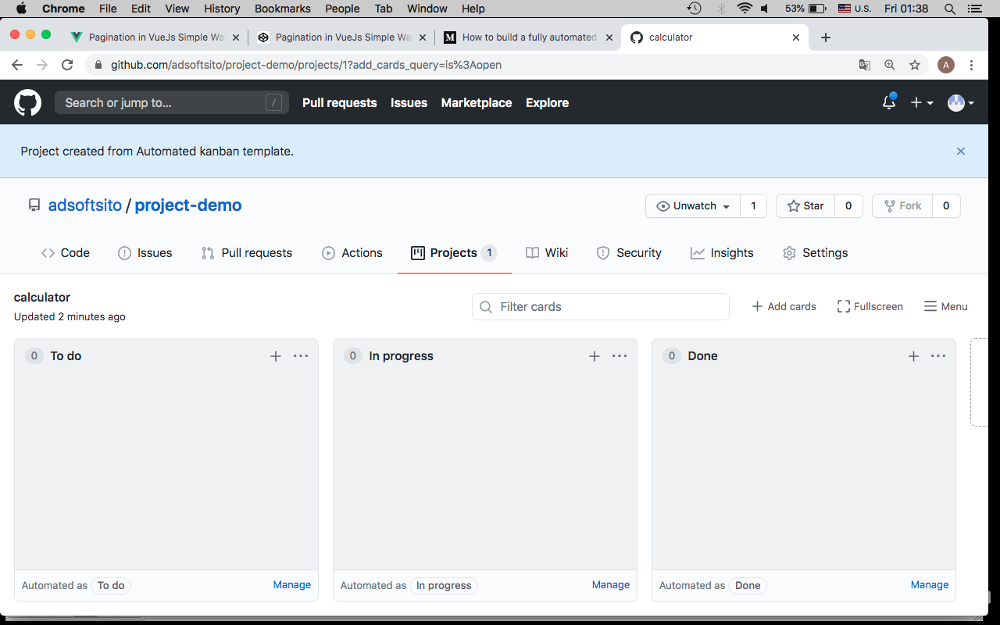 Chrome File Edit View History Bookmarks People Tab Window Help 53% U.S. Fri 01:38
Pagination in VueJs Simple Wa Pagination in VueJs Simple Wa M How to build a fully automated calculator
github.com/adsoftsito/project-demo/projects/1?add_cards_query=is%3Aopen A
Search or jump to... / Pull requests Issues Marketplace Explore
Project created from Automated kanban template.
adsoftsito / project-demo Unwatch 1 Star 0 Fork 0
Code Issues Pull requests Actions Projects 1 Wiki Security Insights Settings
calculator
Updated 2 minutes ago
Filter cards Add cards Fullscreen Menu
0 To do 0 In progress 0 Done
Automated as To do Manage Automated as In progress Manage Automated as Done Manage